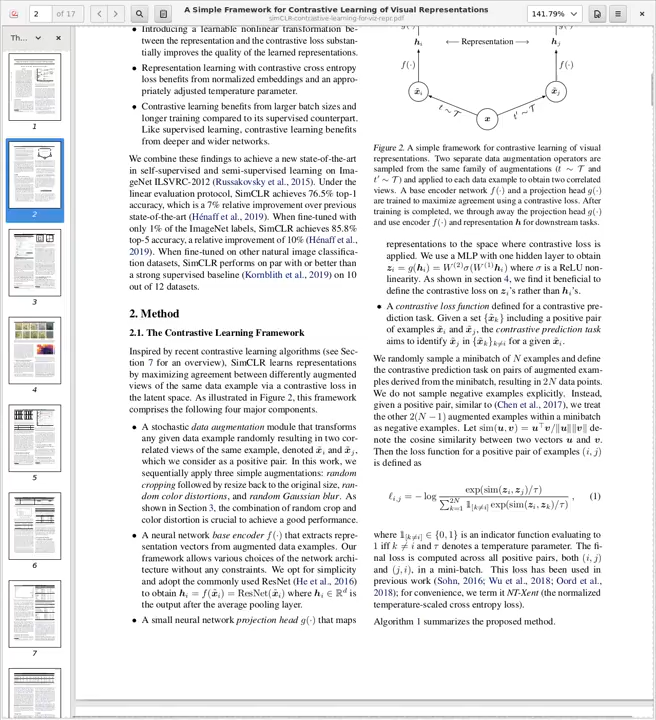 A Simple Framework for Contrastive Learning of Visual Representations
simCLR-contrastive-learning-for-viz-repr.pdf
2 of 17
141.79%
Th...
1
2
3
4
5
6
7
• Introducing a learnable nonlinear transformation be-
tween the representation and the contrastive loss substan-
tially improves the quality of the learned representations.
• Representation learning with contrastive cross entropy
loss benefits from normalized embeddings and an appro-
priately adjusted temperature parameter.
• Contrastive learning benefits from larger batch sizes and
longer training compared to its supervised counterpart.
Like supervised learning, contrastive learning benefits
from deeper and wider networks.
We combine these findings to achieve a new state-of-the-art
in self-supervised and semi-supervised learning on Ima-
geNet ILSVRC-2012 (Russakovsky et al., 2015). Under the
linear evaluation protocol, SimCLR achieves 76.5% top-1
accuracy, which is a 7% relative improvement over previous
state-of-the-art (Hénaff et al., 2019). When fine-tuned with
only 1% of the ImageNet labels, SimCLR achieves 85.8%
top-5 accuracy, a relative improvement of 10% (Hénaff et al.,
2019). When fine-tuned on other natural image classifica-
tion datasets, SimCLR performs on par with or better than
a strong supervised baseline (Kornblith et al., 2019) on 10
out of 12 datasets.
2. Method
2.1. The Contrastive Learning Framework
Inspired by recent contrastive learning algorithms (see Sec-
tion 7 for an overview), SimCLR learns representations
by maximizing agreement between differently augmented
views of the same data example via a contrastive loss in
the latent space. As illustrated in Figure 2, this framework
comprises the following four major components.
• A stochastic data augmentation module that transforms
any given data example randomly resulting in two cor-
related views of the same example, denoted x̃ᵢ and x̃ⱼ,
which we consider as a positive pair. In this work, we
sequentially apply three simple augmentations: random
cropping followed by resize back to the original size, ran-
dom color distortions, and random Gaussian blur. As
shown in Section 3, the combination of random crop and
color distortion is crucial to achieve a good performance.
• A neural network base encoder f(·) that extracts repre-
sentation vectors from augmented data examples. Our
framework allows various choices of the network archi-
tecture without any constraints. We opt for simplicity
and adopt the commonly used ResNet (He et al., 2016)
to obtain hᵢ = f(x̃ᵢ) = ResNet(x̃ᵢ) where hᵢ ∈ ℝᵈ is
the output after the average pooling layer.
• A small neural network projection head g(·) that maps
hᵢ ⟵ Representation ⟶ hⱼ
f(·) f(·)
x̃ᵢ x̃ⱼ
t ∼ T t′ ∼ T
x
Figure 2. A simple framework for contrastive learning of visual
representations. Two separate data augmentation operators are
sampled from the same family of augmentations (t ∼ T and
t′ ∼ T) and applied to each data example to obtain two correlated
views. A base encoder network f(·) and a projection head g(·)
are trained to maximize agreement using a contrastive loss. After
training is completed, we through away the projection head g(·)
and use encoder f(·) and representation h for downstream tasks.
representations to the space where contrastive loss is
applied. We use a MLP with one hidden layer to obtain
zᵢ = g(hᵢ) = W⁽²⁾σ(W⁽¹⁾hᵢ) where σ is a ReLU non-
linearity. As shown in section 4, we find it beneficial to
define the contrastive loss on zᵢ's rather than hᵢ's.
• A contrastive loss function defined for a contrastive pre-
diction task. Given a set {x̃ₖ} including a positive pair
of examples x̃ᵢ and x̃ⱼ, the contrastive prediction task
aims to identify x̃ⱼ in {x̃ₖ}ₖ≠ᵢ for a given x̃ᵢ.
We randomly sample a minibatch of N examples and define
the contrastive prediction task on pairs of augmented exam-
ples derived from the minibatch, resulting in 2N data points.
We do not sample negative examples explicitly. Instead,
given a positive pair, similar to (Chen et al., 2017), we treat
the other 2(N − 1) augmented examples within a minibatch
as negative examples. Let sim(u, v) = u⊤v/‖u‖‖v‖ de-
note the cosine similarity between two vectors u and v.
Then the loss function for a positive pair of examples (i, j)
is defined as
ℓᵢ,ⱼ = − log exp(sim(zᵢ, zⱼ)/τ) / ∑ₖ₌₁²ᴺ 𝟙[k≠i] exp(sim(zᵢ, zₖ)/τ) , (1)
where 𝟙[k≠i] ∈ {0, 1} is an indicator function evaluating to
1 iff k ≠ i and τ denotes a temperature parameter. The fi-
nal loss is computed across all positive pairs, both (i, j)
and (j, i), in a mini-batch. This loss has been used in
previous work (Sohn, 2016; Wu et al., 2018; Oord et al.,
2018); for convenience, we term it NT-Xent (the normalized
temperature-scaled cross entropy loss).
Algorithm 1 summarizes the proposed method.